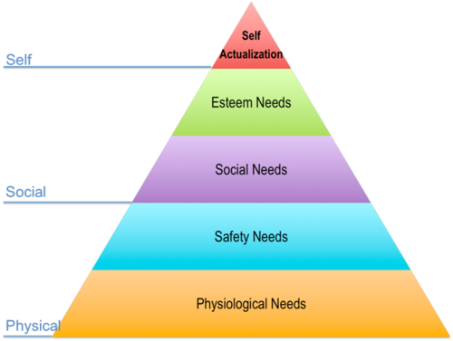 Self
Actualization
Self
Esteem Needs
Social Needs
Social
Safety Needs
Physiological Needs
Physical